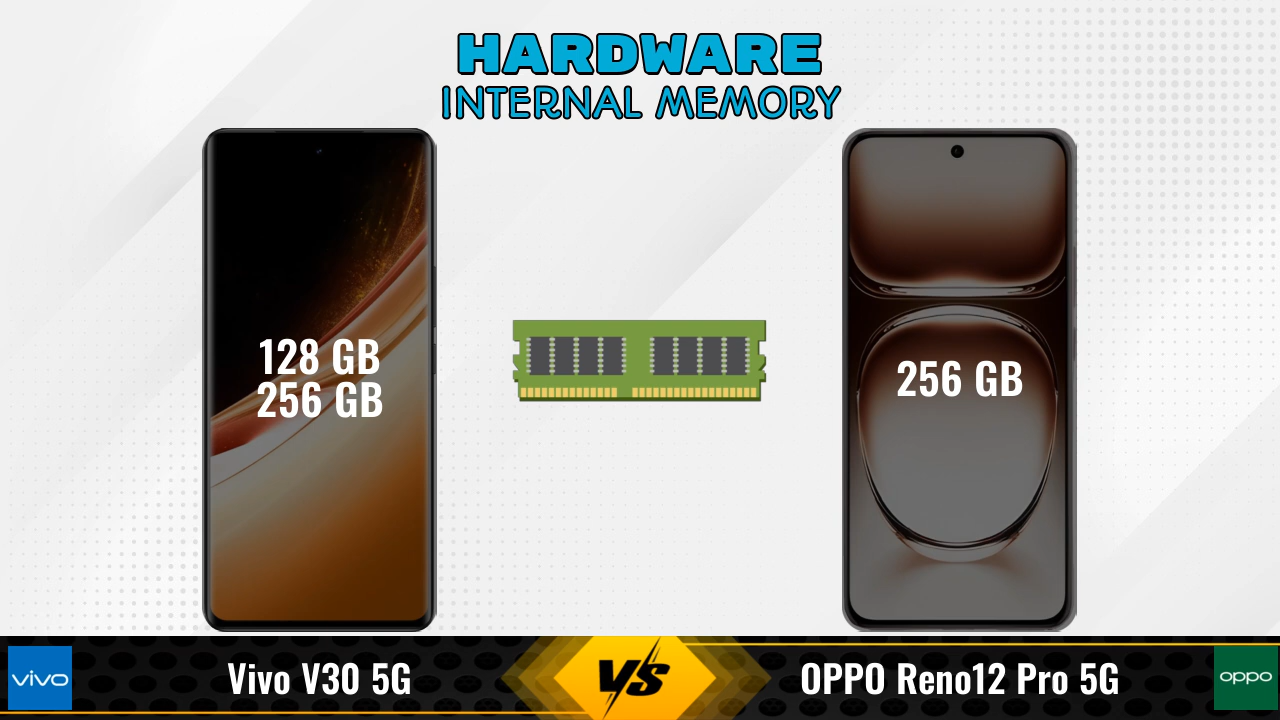 HARDWARE
INTERNAL MEMORY
128 GB
256 GB
256 GB
vivo
Vivo V30 5G
VS
OPPO Reno12 Pro 5G
oppo